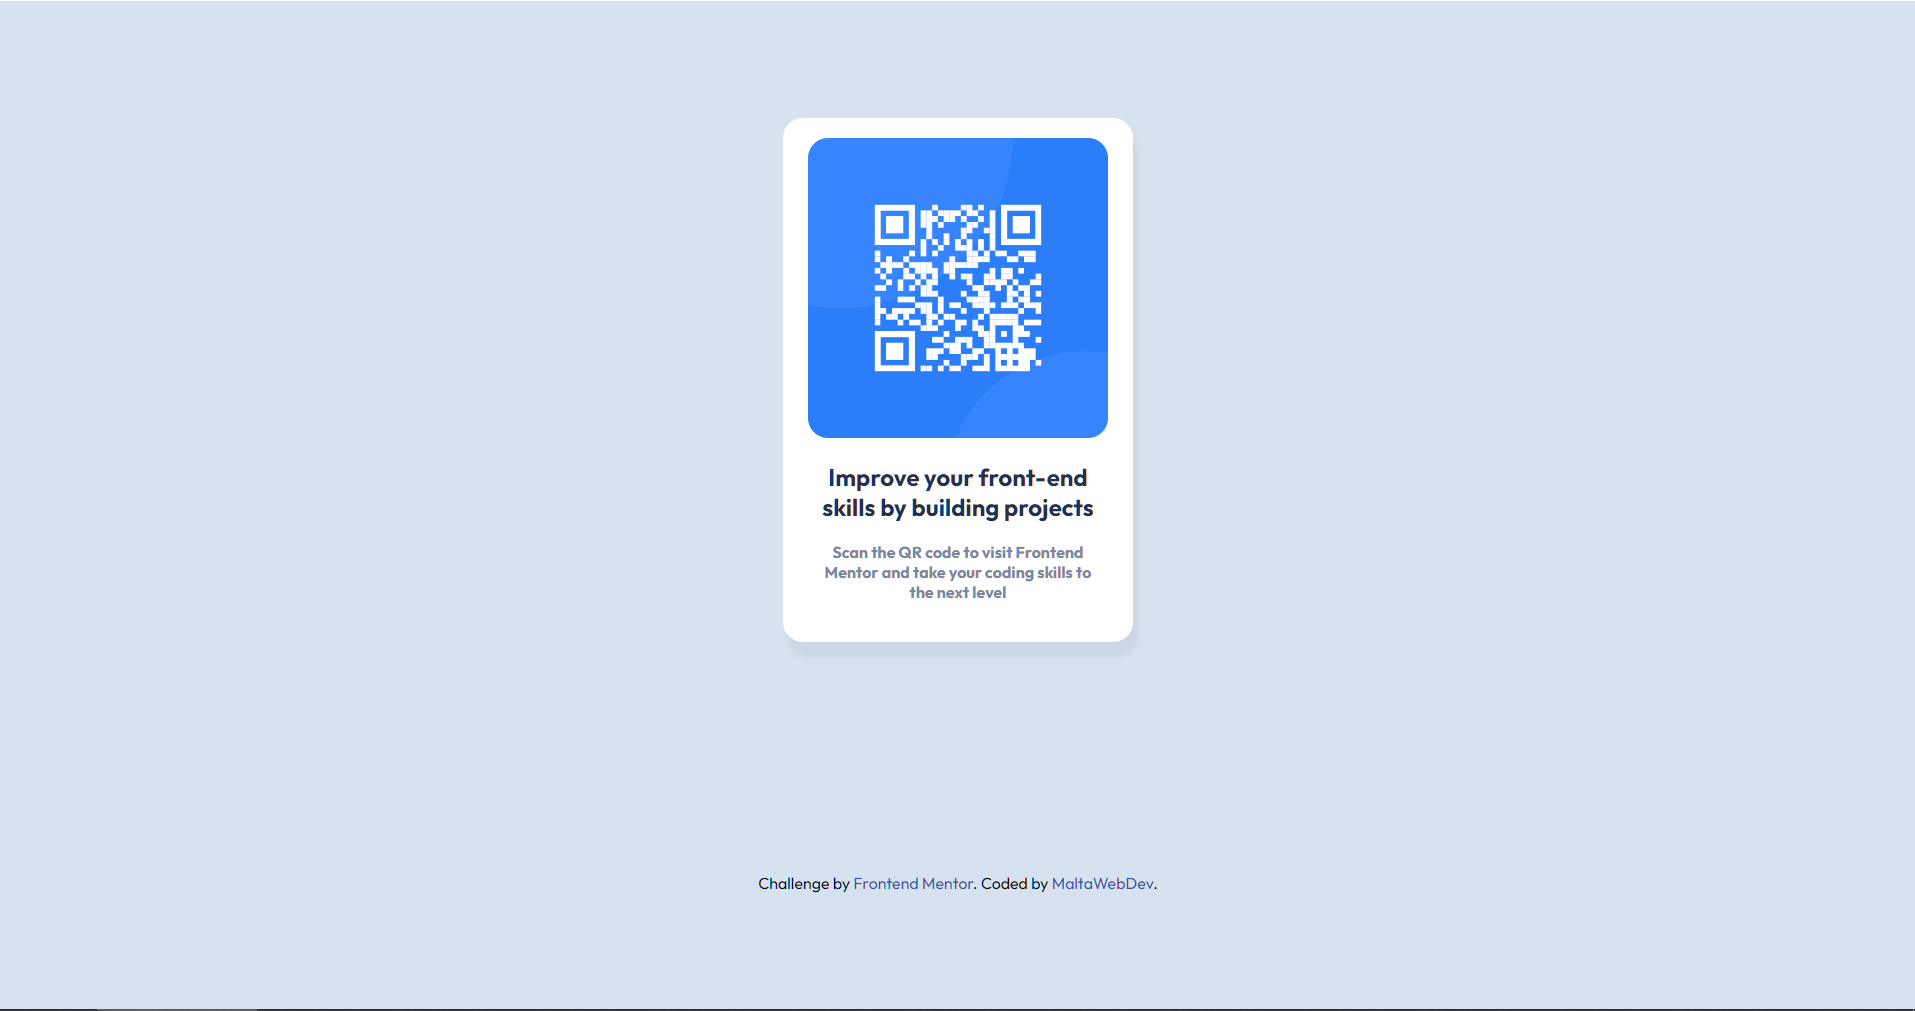 Improve your front-end
skills by building projects
Scan the QR code to visit Frontend
Mentor and take your coding skills to
the next level
Challenge by Frontend Mentor. Coded by MaltaWebDev.